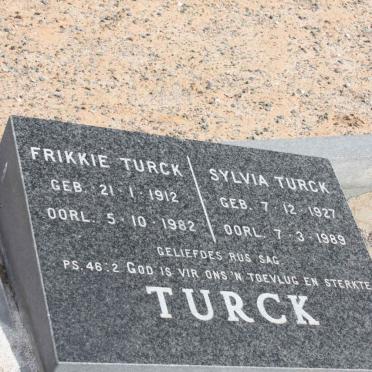 FRIKKIE TURCK
GEB. 21·1·1912
OORL. 5·10·1982
SYLVIA TURCK
GEB. 7·12·1927
OORL. 7·3·1989
GELIEFDES RUS SAG
PS. 46:2 GOD IS VIR ONS 'N TOEVLUG EN STERKTE
TURCK